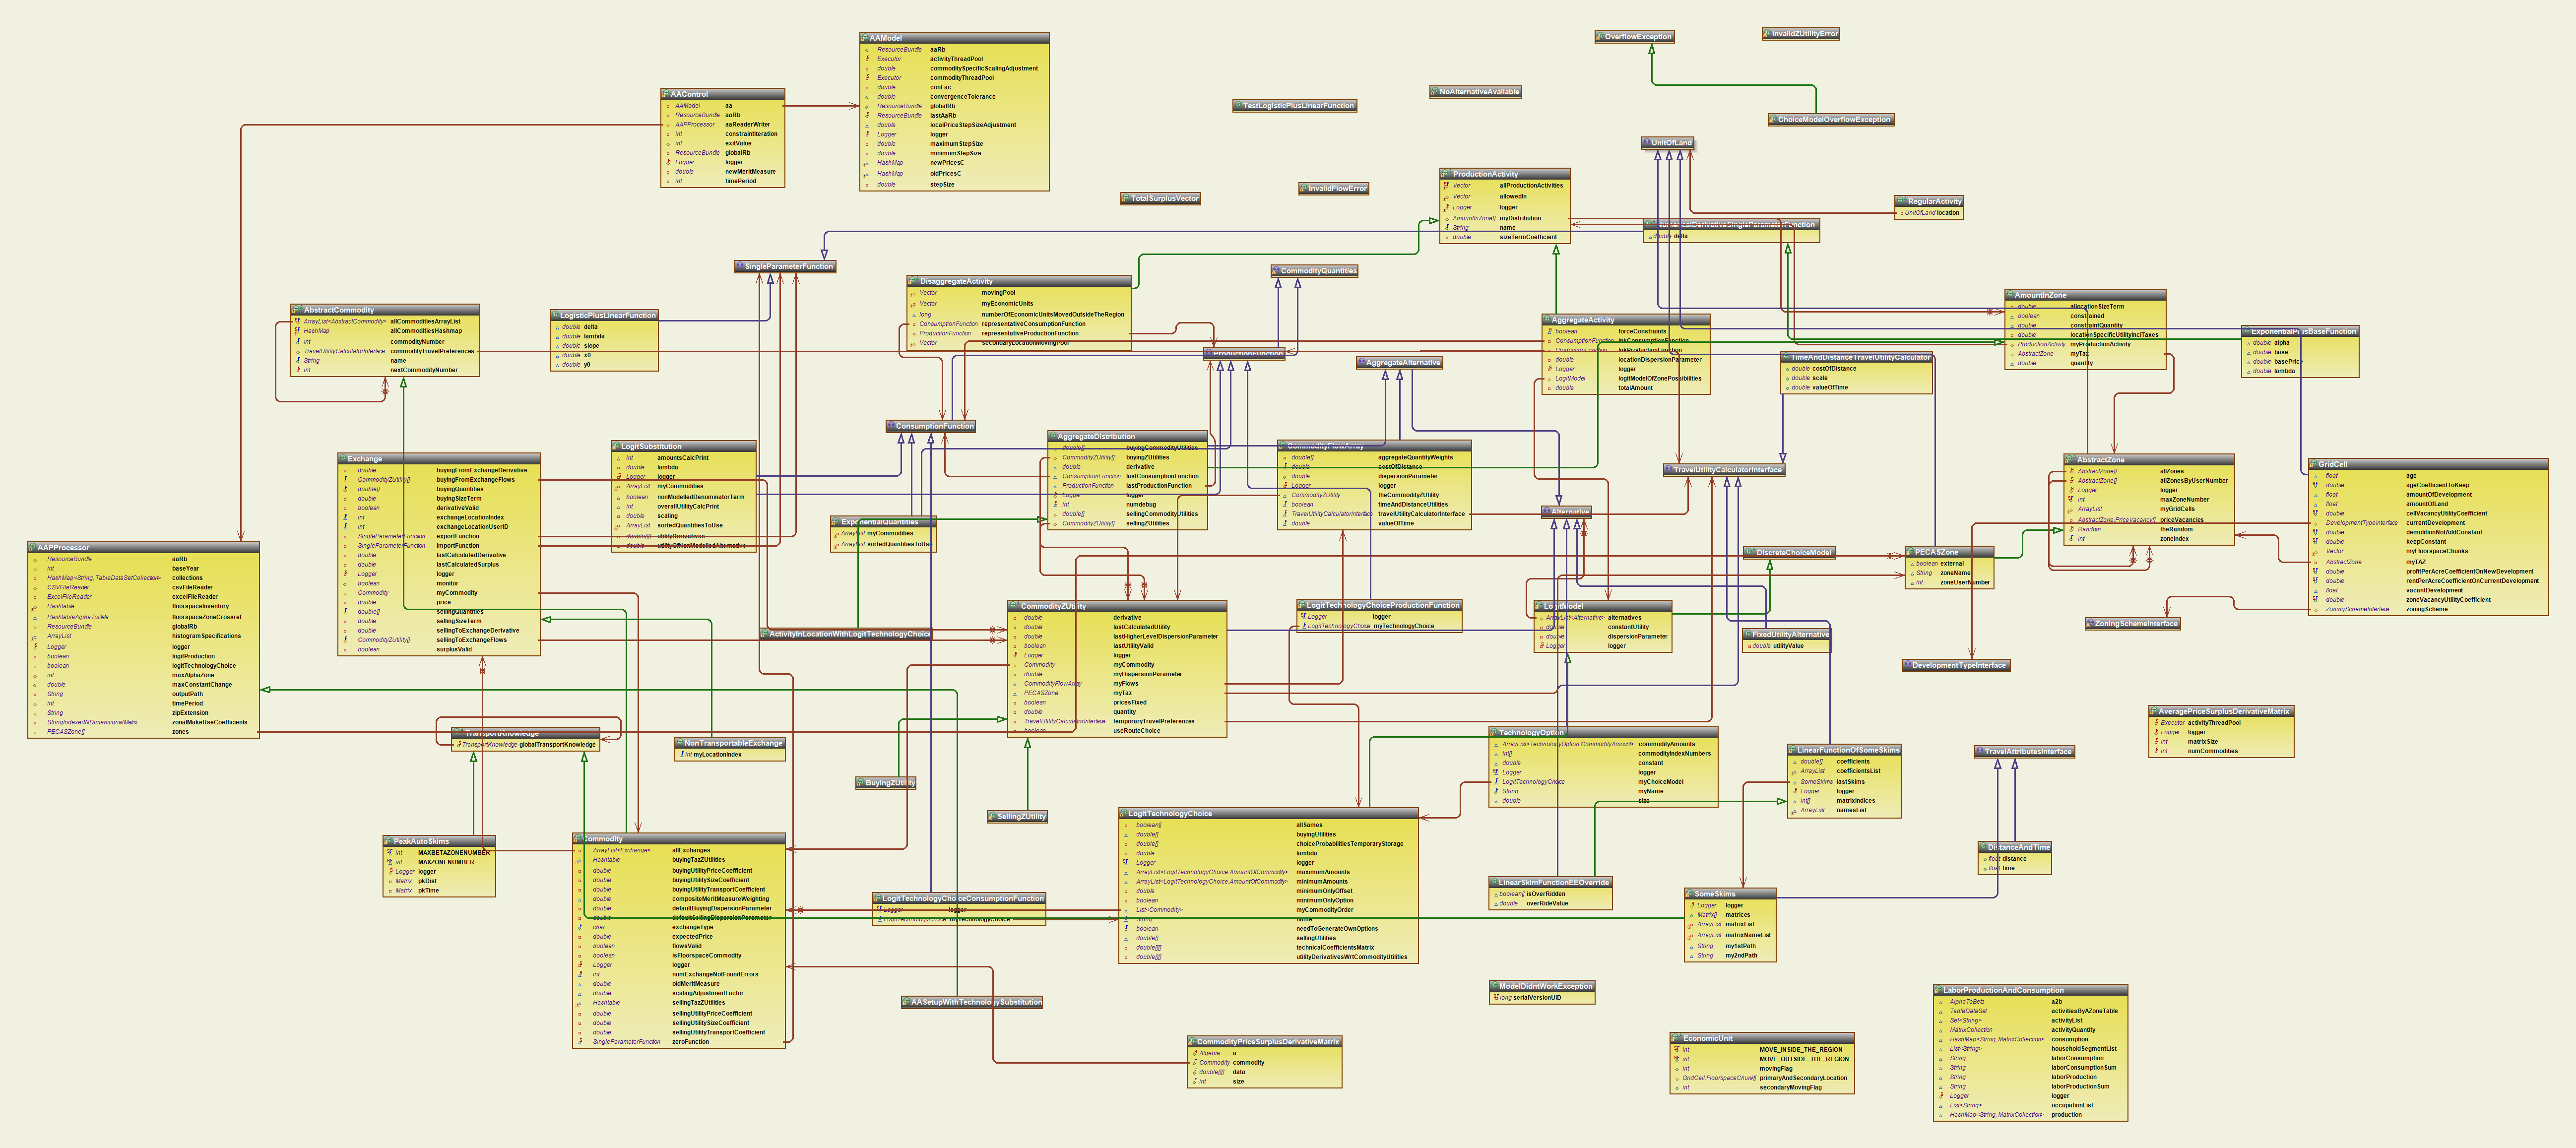 AAModel
ResourceBundle aaRb
Executor activityThreadPool
double commoditySpecificScalingAdjustment
Executor commodityThreadPool
double conFac
double convergenceTolerance
ResourceBundle globalRb
ResourceBundle lastAaRb
double localPriceStepSizeAdjustment
Logger logger
double maximumStepSize
double minimumStepSize
HashMap newPricesC
HashMap oldPricesC
double stepSize
OverflowException
InvalidZUtilityError
AAControl
AAModel aa
ResourceBundle aaRb
AAPProcessor aaReaderWriter
int constraintIteration
int exitValue
ResourceBundle globalRb
Logger logger
double newMeritMeasure
int timePeriod
NoAlternativeAvailable
TestLogisticPlusLinearFunction
ChoiceModelOverflowException
UnitOfLand
ProductionActivity
Vector allProductionActivities
Vector allowedIn
Logger logger
AmountInZone[] myDistribution
String name
double sizeTermCoefficient
InvalidFlowError
TotalSurplusVector
RegularActivity
UnitOfLand location
double delta
SingleParameterFunction
CommodityQuantities
DisaggregateActivity
Vector movingPool
Vector myEconomicUnits
long numberOfEconomicUnitsMovedOutsideTheRegion
ConsumptionFunction representativeConsumptionFunction
ProductionFunction representativeProductionFunction
Vector secondaryLocationMovingPool
AbstractCommodity
ArrayList<AbstractCommodity> allCommoditiesArrayList
HashMap allCommoditiesHashmap
int commodityNumber
TravelUtilityCalculatorInterface commodityTravelPreferences
String name
int nextCommodityNumber
LogisticPlusLinearFunction
double delta
double lambda
double slope
double x0
double y0
ProductionFunction
AggregateAlternative
AggregateActivity
boolean forceConstraints
ConsumptionFunction lnkConsumptionFunction
ProductionFunction lnkProductionFunction
double locationDispersionParameter
Logger logger
LogitModel logitModelOfZonePossibilities
double totalAmount
TimeAndDistanceTravelUtilityCalculator
double costOfDistance
double scale
double valueOfTime
AmountInZone
double allocationSizeTerm
boolean constrained
double constraintQuantity
double locationSpecificUtilityInclTaxes
ProductionActivity myProductionActivity
AbstractZone myTaz
double quantity
ExponentialPlusBaseFunction
double alpha
double base
double basePrice
double lambda
ConsumptionFunction
LogitSubstitution
int amountsCalcPrint
double lambda
Logger logger
ArrayList myCommodities
boolean nonModelledDenominatorTerm
int overallUtilityCalcPrint
double scaling
ArrayList sortedQuantitiesToUse
double[][] utilityDerivatives
double utilityOfNonModelledAlternative
Exchange
double buyingFromExchangeDerivative
CommodityZUtility[] buyingFromExchangeFlows
double[] buyingQuantities
double buyingSizeTerm
boolean derivativeValid
int exchangeLocationIndex
int exchangeLocationUserID
SingleParameterFunction exportFunction
SingleParameterFunction importFunction
double lastCalculatedDerivative
double lastCalculatedSurplus
Logger logger
boolean monitor
Commodity myCommodity
double price
double[] sellingQuantities
double sellingSizeTerm
double sellingToExchangeDerivative
CommodityZUtility[] sellingToExchangeFlows
boolean surplusValid
AggregateDistribution
double[] buyingCommodityUtilities
CommodityZUtility[] buyingZUtilities
double derivative
ConsumptionFunction lastConsumptionFunction
ProductionFunction lastProductionFunction
Logger logger
int numdebug
double[] sellingCommodityUtilities
CommodityZUtility[] sellingZUtilities
CommodityFlowArray
double[] aggregateQuantityWeights
double costOfDistance
double dispersionParameter
Logger logger
CommodityZUtility theCommodityZUtility
boolean timeAndDistanceUtilities
TravelUtilityCalculatorInterface travelUtilityCalculatorInterface
double valueOfTime
TravelUtilityCalculatorInterface
AbstractZone
AbstractZone[] allZones
AbstractZone[] allZonesByUserNumber
Logger logger
int maxZoneNumber
ArrayList myGridCells
AbstractZone.PriceVacancy[] priceVacancies
Random theRandom
int zoneIndex
GridCell
float age
double ageCoefficientToKeep
float amountOfDevelopment
float amountOfLand
double cellVacancyUtilityCoefficient
DevelopmentTypeInterface currentDevelopment
double demolitionNotAddConstant
double keepConstant
Vector myFloorspaceChunks
AbstractZone myTAZ
double profitPerAcreCoefficientOnNewDevelopment
double rentPerAcreCoefficientOnCurrentDevelopment
float vacantDevelopment
double zoneVacancyUtilityCoefficient
ZoningSchemeInterface zoningScheme
ExponentialQuantities
ArrayList myCommodities
ArrayList sortedQuantitiesToUse
Alternative
AAPProcessor
ResourceBundle aaRb
int baseYear
HashMap<String, TableDataSetCollection> collections
CSVFileReader csvFileReader
ExcelFileReader excelFileReader
Hashtable floorspaceInventory
HashtableAlphaToBeta floorspaceZoneCrossref
ResourceBundle globalRb
ArrayList histogramSpecifications
Logger logger
boolean logitProduction
boolean logitTechnologyChoice
int maxAlphaZone
double maxConstantChange
String outputPath
int timePeriod
String zipExtension
StringIndexedNDimensionalMatrix zonalMakeUseCoefficients
PECASZone[] zones
DiscreteChoiceModel
PECASZone
boolean external
String zoneName
int zoneUserNumber
CommodityZUtility
double derivative
double lastCalculatedUtility
double lastHigherLevelDispersionParameter
boolean lastUtilityValid
Logger logger
Commodity myCommodity
double myDispersionParameter
CommodityFlowArray myFlows
PECASZone myTaz
boolean pricesFixed
double quantity
TravelUtilityCalculatorInterface temporaryTravelPreferences
boolean useRouteChoice
LogitTechnologyChoiceProductionFunction
Logger logger
LogitTechnologyChoice myTechnologyChoice
LogitModel
ArrayList<Alternative> alternatives
double constantUtility
double dispersionParameter
Logger logger
ActivityInLocationWithLogitTechnologyChoice
FixedUtilityAlternative
double utilityValue
ZoningSchemeInterface
DevelopmentTypeInterface
TransportKnowledge
TransportKnowledge globalTransportKnowledge
NonTransportableExchange
int myLocationIndex
TechnologyOption
ArrayList<TechnologyOption.CommodityAmount> commodityAmounts
int[] commodityIndexNumbers
double constant
Logger logger
LogitTechnologyChoice myChoiceModel
String myName
double size
LinearFunctionOfSomeSkims
double[] coefficients
ArrayList coefficientsList
SomeSkims lastSkims
Logger logger
int[] matrixIndices
ArrayList namesList
TravelAttributesInterface
AveragePriceSurplusDerivativeMatrix
Executor activityThreadPool
Logger logger
int matrixSize
int numCommodities
BuyingZUtility
SellingZUtility
PeakAutoSkims
int MAXBETAZONENUMBER
int MAXZONENUMBER
Logger logger
Matrix pkDist
Matrix pkTime
Commodity
ArrayList<Exchange> allExchanges
Hashtable buyingTazZUtilities
double buyingUtilityPriceCoefficient
double buyingUtilitySizeCoefficient
double buyingUtilityTransportCoefficient
double compositeMeritMeasureWeighting
double defaultBuyingDispersionParameter
double defaultSellingDispersionParameter
char exchangeType
double expectedPrice
boolean flowsValid
boolean isFloorspaceCommodity
Logger logger
int numExchangeNotFoundErrors
double oldMeritMeasure
double scalingAdjustmentFactor
Hashtable sellingTazZUtilities
double sellingUtilityPriceCoefficient
double sellingUtilitySizeCoefficient
double sellingUtilityTransportCoefficient
SingleParameterFunction zeroFunction
LogitTechnologyChoice
boolean[] allSames
double[] buyingUtilities
double[] choiceProbabilitiesTemporaryStorage
double lambda
Logger logger
ArrayList<LogitTechnologyChoice.AmountOfCommodity> maximumAmounts
ArrayList<LogitTechnologyChoice.AmountOfCommodity> minimumAmounts
double minimumOnlyOffset
boolean minimumOnlyOption
List<Commodity> myCommodityOrder
String name
boolean needToGenerateOwnOptions
double[] sellingUtilities
double[][] technicalCoefficientsMatrix
double[][] utilityDerivativesWrtCommodityUtilities
DistanceAndTime
float distance
float time
LinearSkimFunctionEEOverride
boolean[] isOverRidden
double overRideValue
SomeSkims
Logger logger
Matrix[] matrices
ArrayList matrixList
ArrayList matrixNameList
String my1stPath
String my2ndPath
LogitTechnologyChoiceConsumptionFunction
Logger logger
LogitTechnologyChoice myTechnologyChoice
AASetupWithTechnologySubstitution
ModelDidntWorkException
long serialVersionUID
CommodityPriceSurplusDerivativeMatrix
Algebra a
Commodity commodity
double[][] data
int size
EconomicUnit
int MOVE_INSIDE_THE_REGION
int MOVE_OUTSIDE_THE_REGION
int movingFlag
GridCell.FloorspaceChunk[] primaryAndSecondaryLocation
int secondaryMovingFlag
LaborProductionAndConsumption
AlphaToBeta a2b
TableDataSet activitiesByAZoneTable
Set<String> activityList
MatrixCollection activityQuantity
HashMap<String, MatrixCollection> consumption
List<String> householdSegmentList
String laborConsumption
String laborConsumptionSum
String laborProduction
String laborProductionSum
Logger logger
List<String> occupationList
HashMap<String, MatrixCollection> production